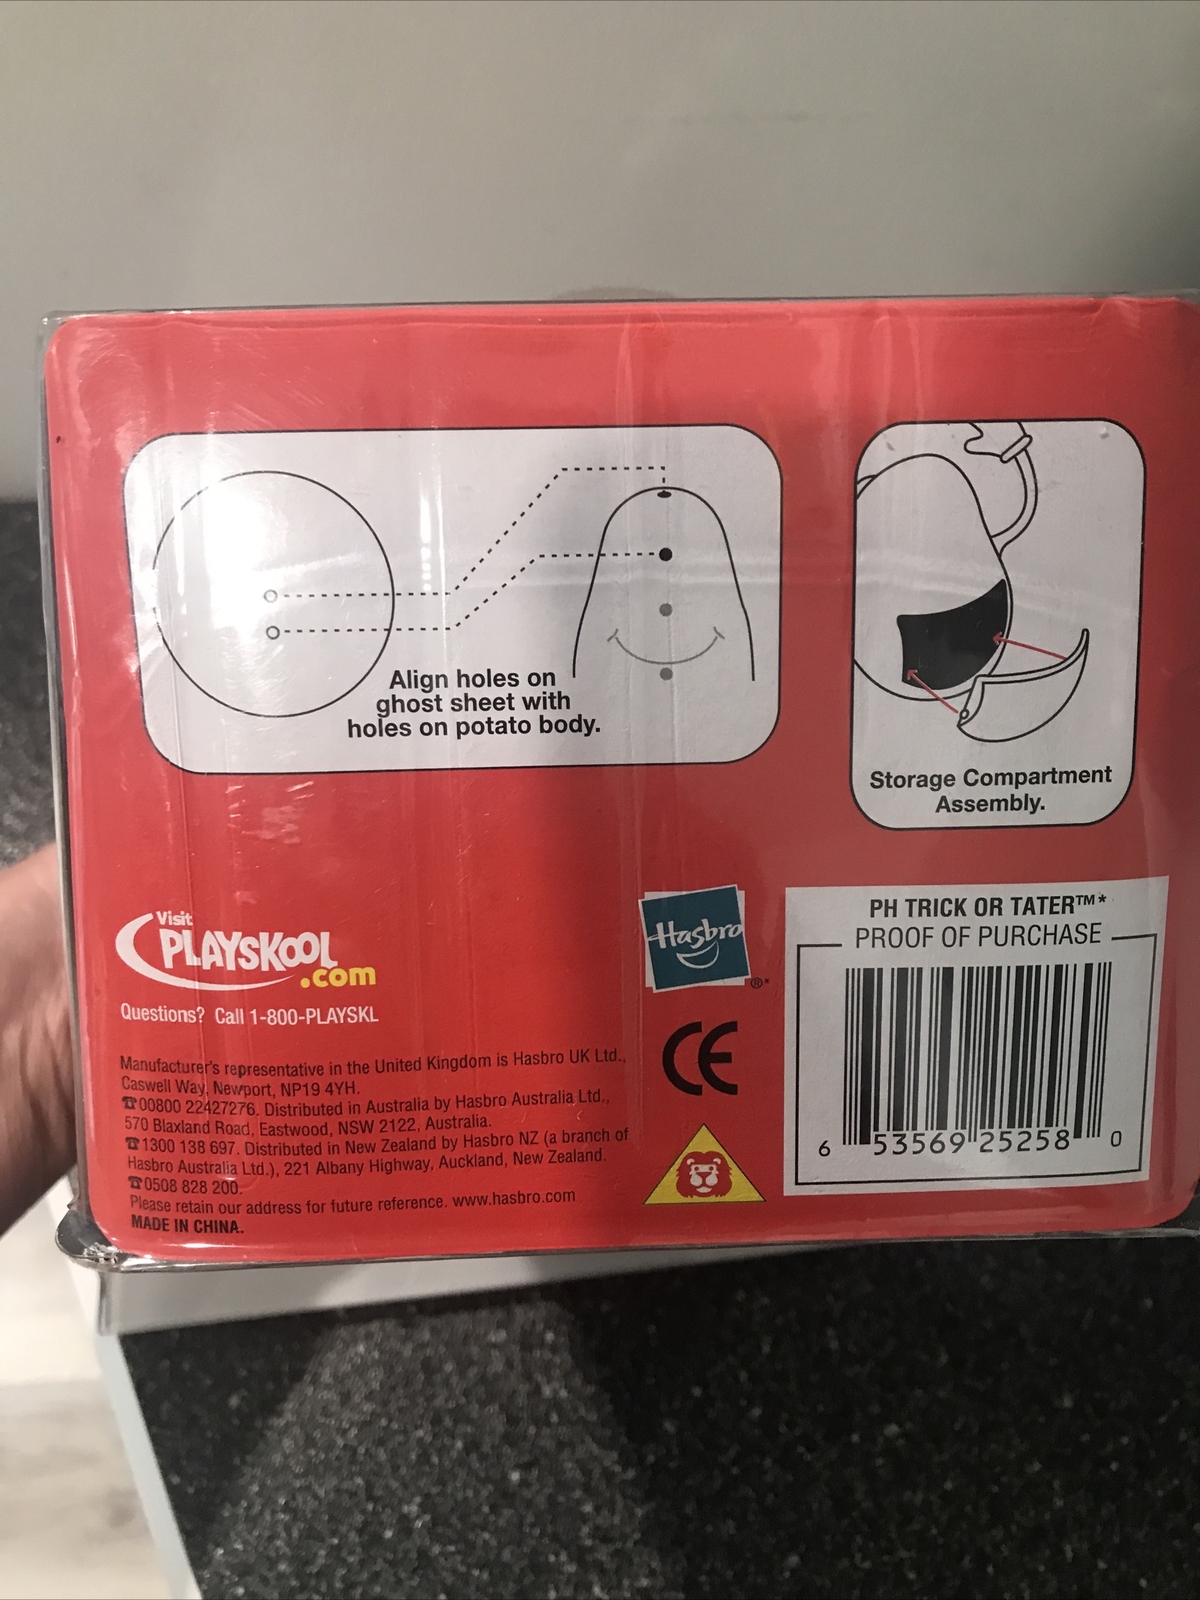 Align holes on
ghost sheet with
holes on potato body.
Storage Compartment
Assembly.
Visit
PLAYSKOOL
.com
Questions? Call 1-800-PLAYSKL
Manufacturer's representative in the United Kingdom is Hasbro UK Ltd.,
Caswell Way, Newport, NP19 4YH.
☎00800 22427276. Distributed in Australia by Hasbro Australia Ltd.,
570 Blaxland Road, Eastwood, NSW 2122, Australia.
☎1300 138 697. Distributed in New Zealand by Hasbro NZ (a branch of
Hasbro Australia Ltd.), 221 Albany Highway, Auckland, New Zealand.
☎0508 828 200.
Please retain our address for future reference. www.hasbro.com
MADE IN CHINA.
Hasbro
®*
CE
PH TRICK OR TATER™*
PROOF OF PURCHASE
6 53569 25258 0